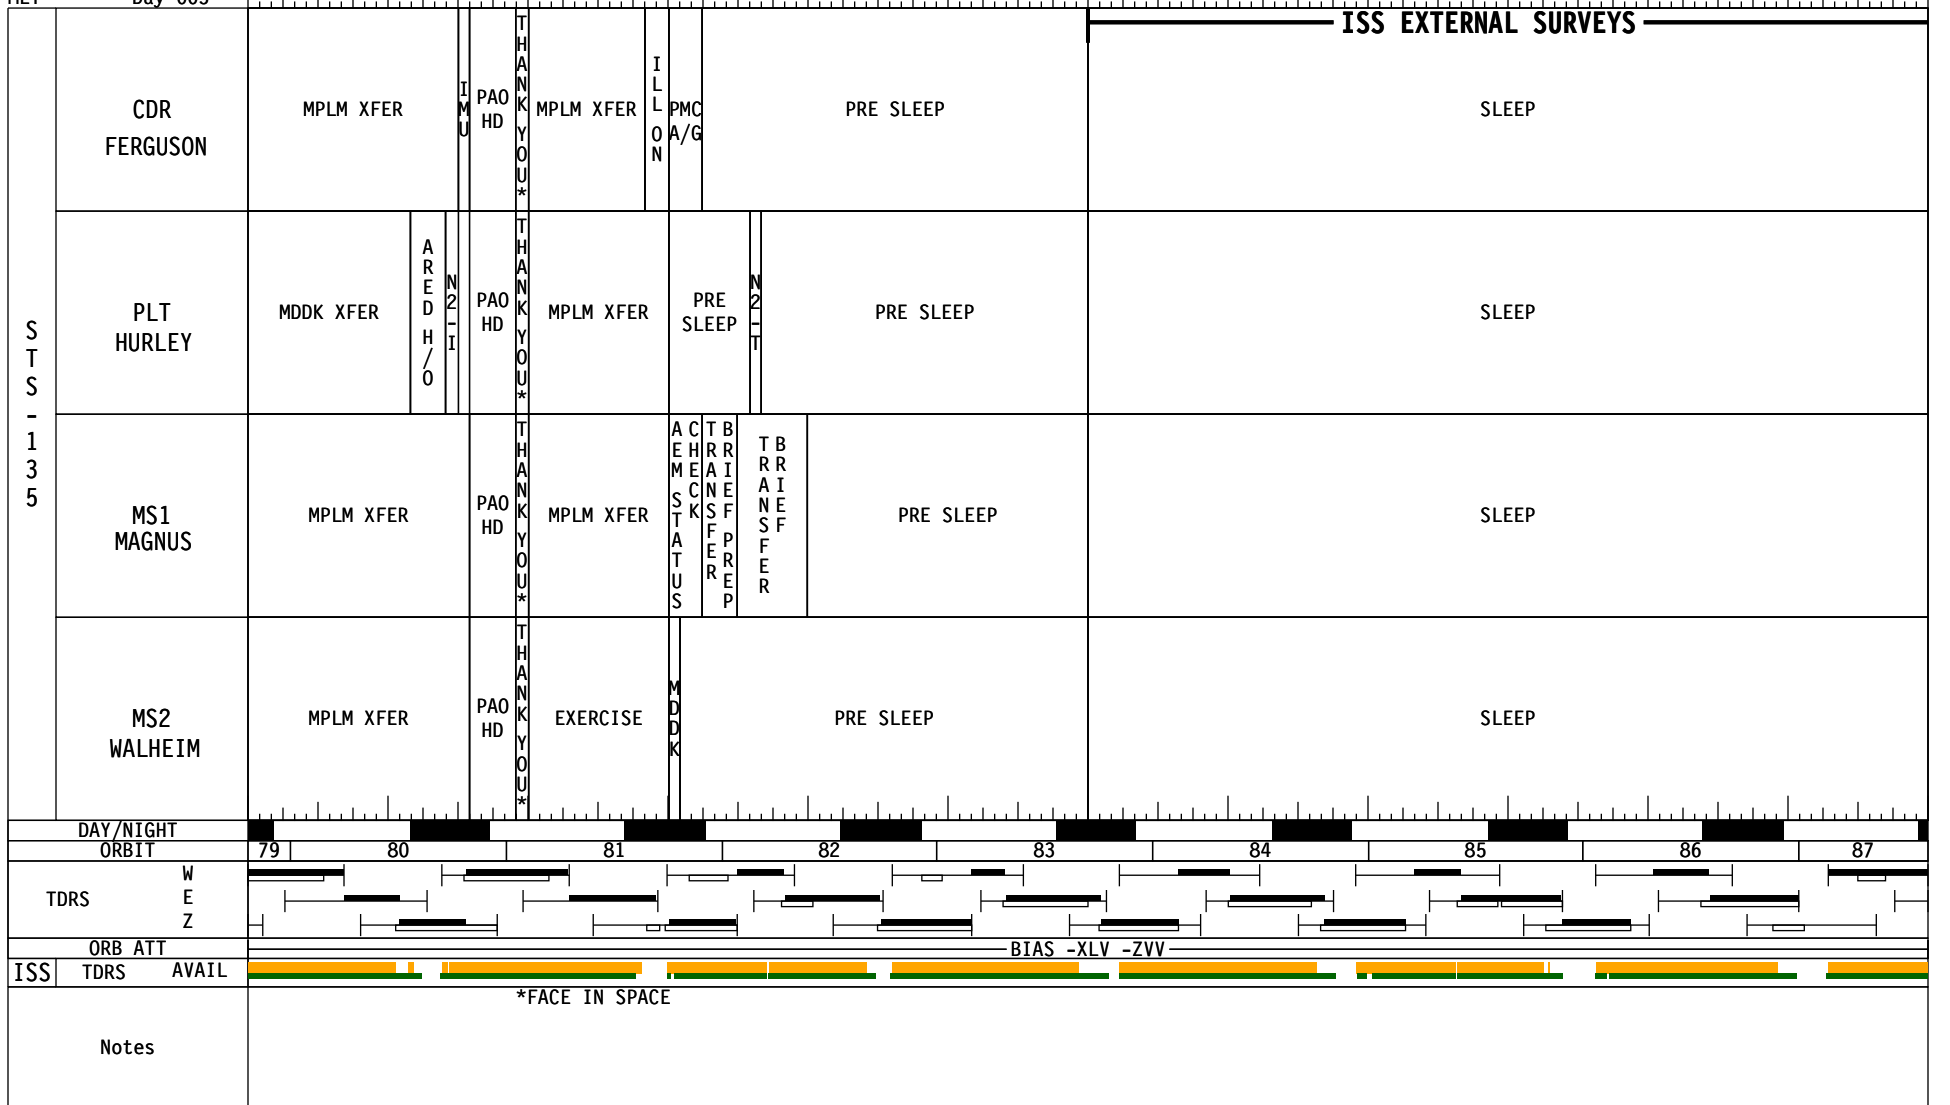 MET Day 005
ISS EXTERNAL SURVEYS
STS-135
CDR
FERGUSON
MPLM XFER
IMU
PAO
HD
THANK YOU*
MPLM XFER
ILL ON
PMC
A/G
PRE SLEEP
SLEEP
PLT
HURLEY
MDDK XFER
ARED H/O
N2-I
PAO
HD
THANK YOU*
MPLM XFER
PRE
SLEEP
N2-T
PRE SLEEP
SLEEP
MS1
MAGNUS
MPLM XFER
PAO
HD
THANK YOU*
MPLM XFER
AEM STATUS
CHECK
TRANSFER
BRIEF PREP
TRANSFER
BRIEF
PRE SLEEP
SLEEP
MS2
WALHEIM
MPLM XFER
PAO
HD
THANK YOU*
EXERCISE
MDDK
PRE SLEEP
SLEEP
DAY/NIGHT
ORBIT 79 80 81 82 83 84 85 86 87
TDRS
W
E
Z
ORB ATT BIAS -XLV -ZVV
ISS TDRS AVAIL
*FACE IN SPACE
Notes